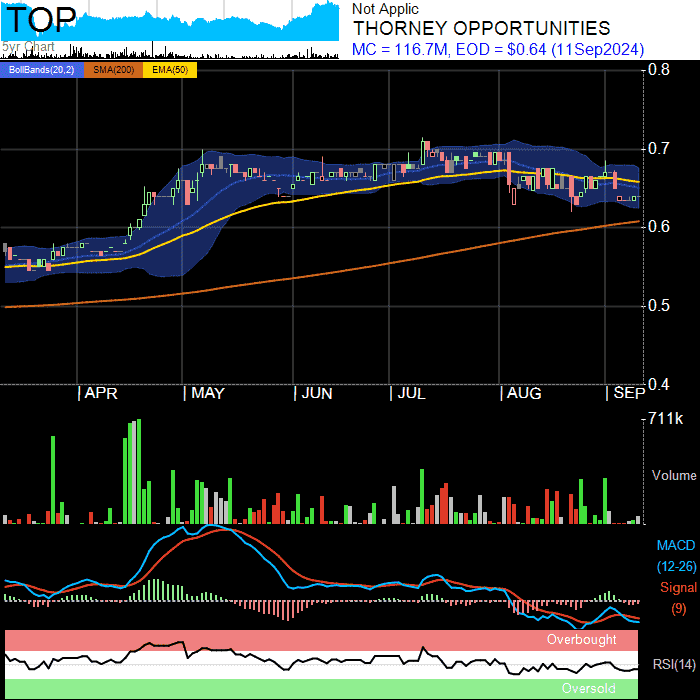 TOP
5yr Chart
Not Applic
THORNEY OPPORTUNITIES
MC = 116.7M, EOD = $0.64 (11Sep2024)
BollBands(20,2) SMA(200) EMA(50)
0.8
0.7
0.6
0.5
0.4
APR MAY JUN JUL AUG SEP
711k
Volume
MACD
(12-26)
Signal
(9)
Overbought
RSI(14)
Oversold